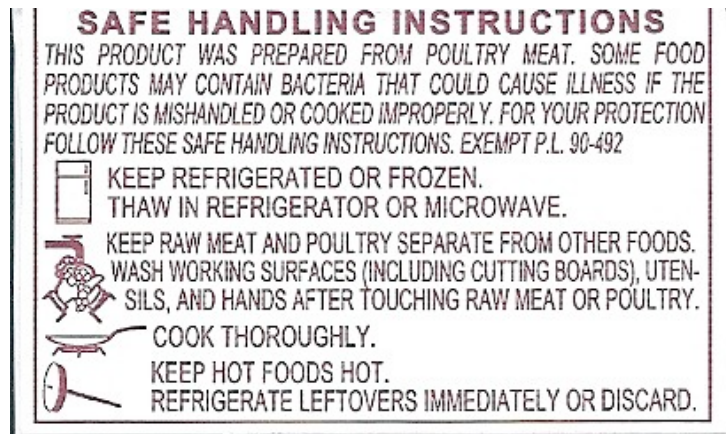 SAFE HANDLING INSTRUCTIONS
THIS PRODUCT WAS PREPARED FROM POULTRY MEAT. SOME FOOD
PRODUCTS MAY CONTAIN BACTERIA THAT COULD CAUSE ILLNESS IF THE
PRODUCT IS MISHANDLED OR COOKED IMPROPERLY. FOR YOUR PROTECTION
FOLLOW THESE SAFE HANDLING INSTRUCTIONS. EXEMPT P.L. 90-492
KEEP REFRIGERATED OR FROZEN.
THAW IN REFRIGERATOR OR MICROWAVE.
KEEP RAW MEAT AND POULTRY SEPARATE FROM OTHER FOODS.
WASH WORKING SURFACES (INCLUDING CUTTING BOARDS), UTEN-
SILS, AND HANDS AFTER TOUCHING RAW MEAT OR POULTRY.
COOK THOROUGHLY.
KEEP HOT FOODS HOT.
REFRIGERATE LEFTOVERS IMMEDIATELY OR DISCARD.